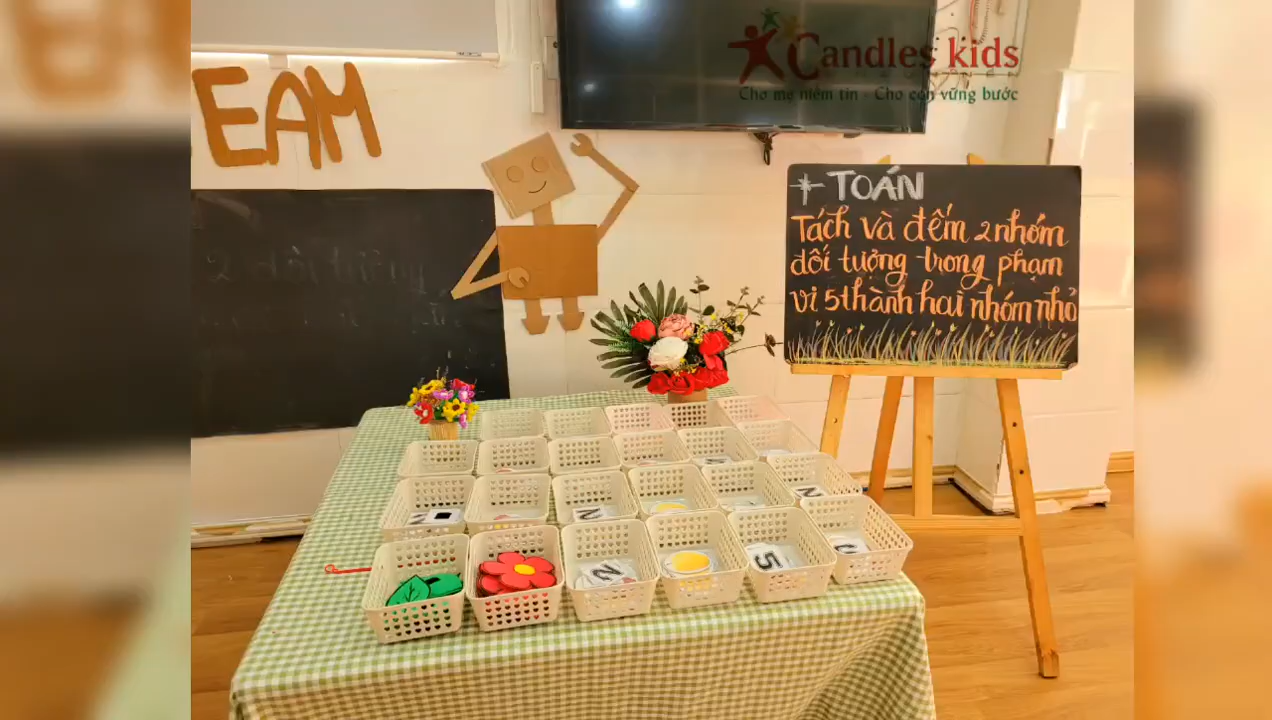 EAM
Candles kids
Cho mẹ niềm tin - Cho con vững bước
+ TOÁN
Tách và đếm 2 nhóm
đối tượng trong phạm
vi 5 thành hai nhóm nhỏ
2
5